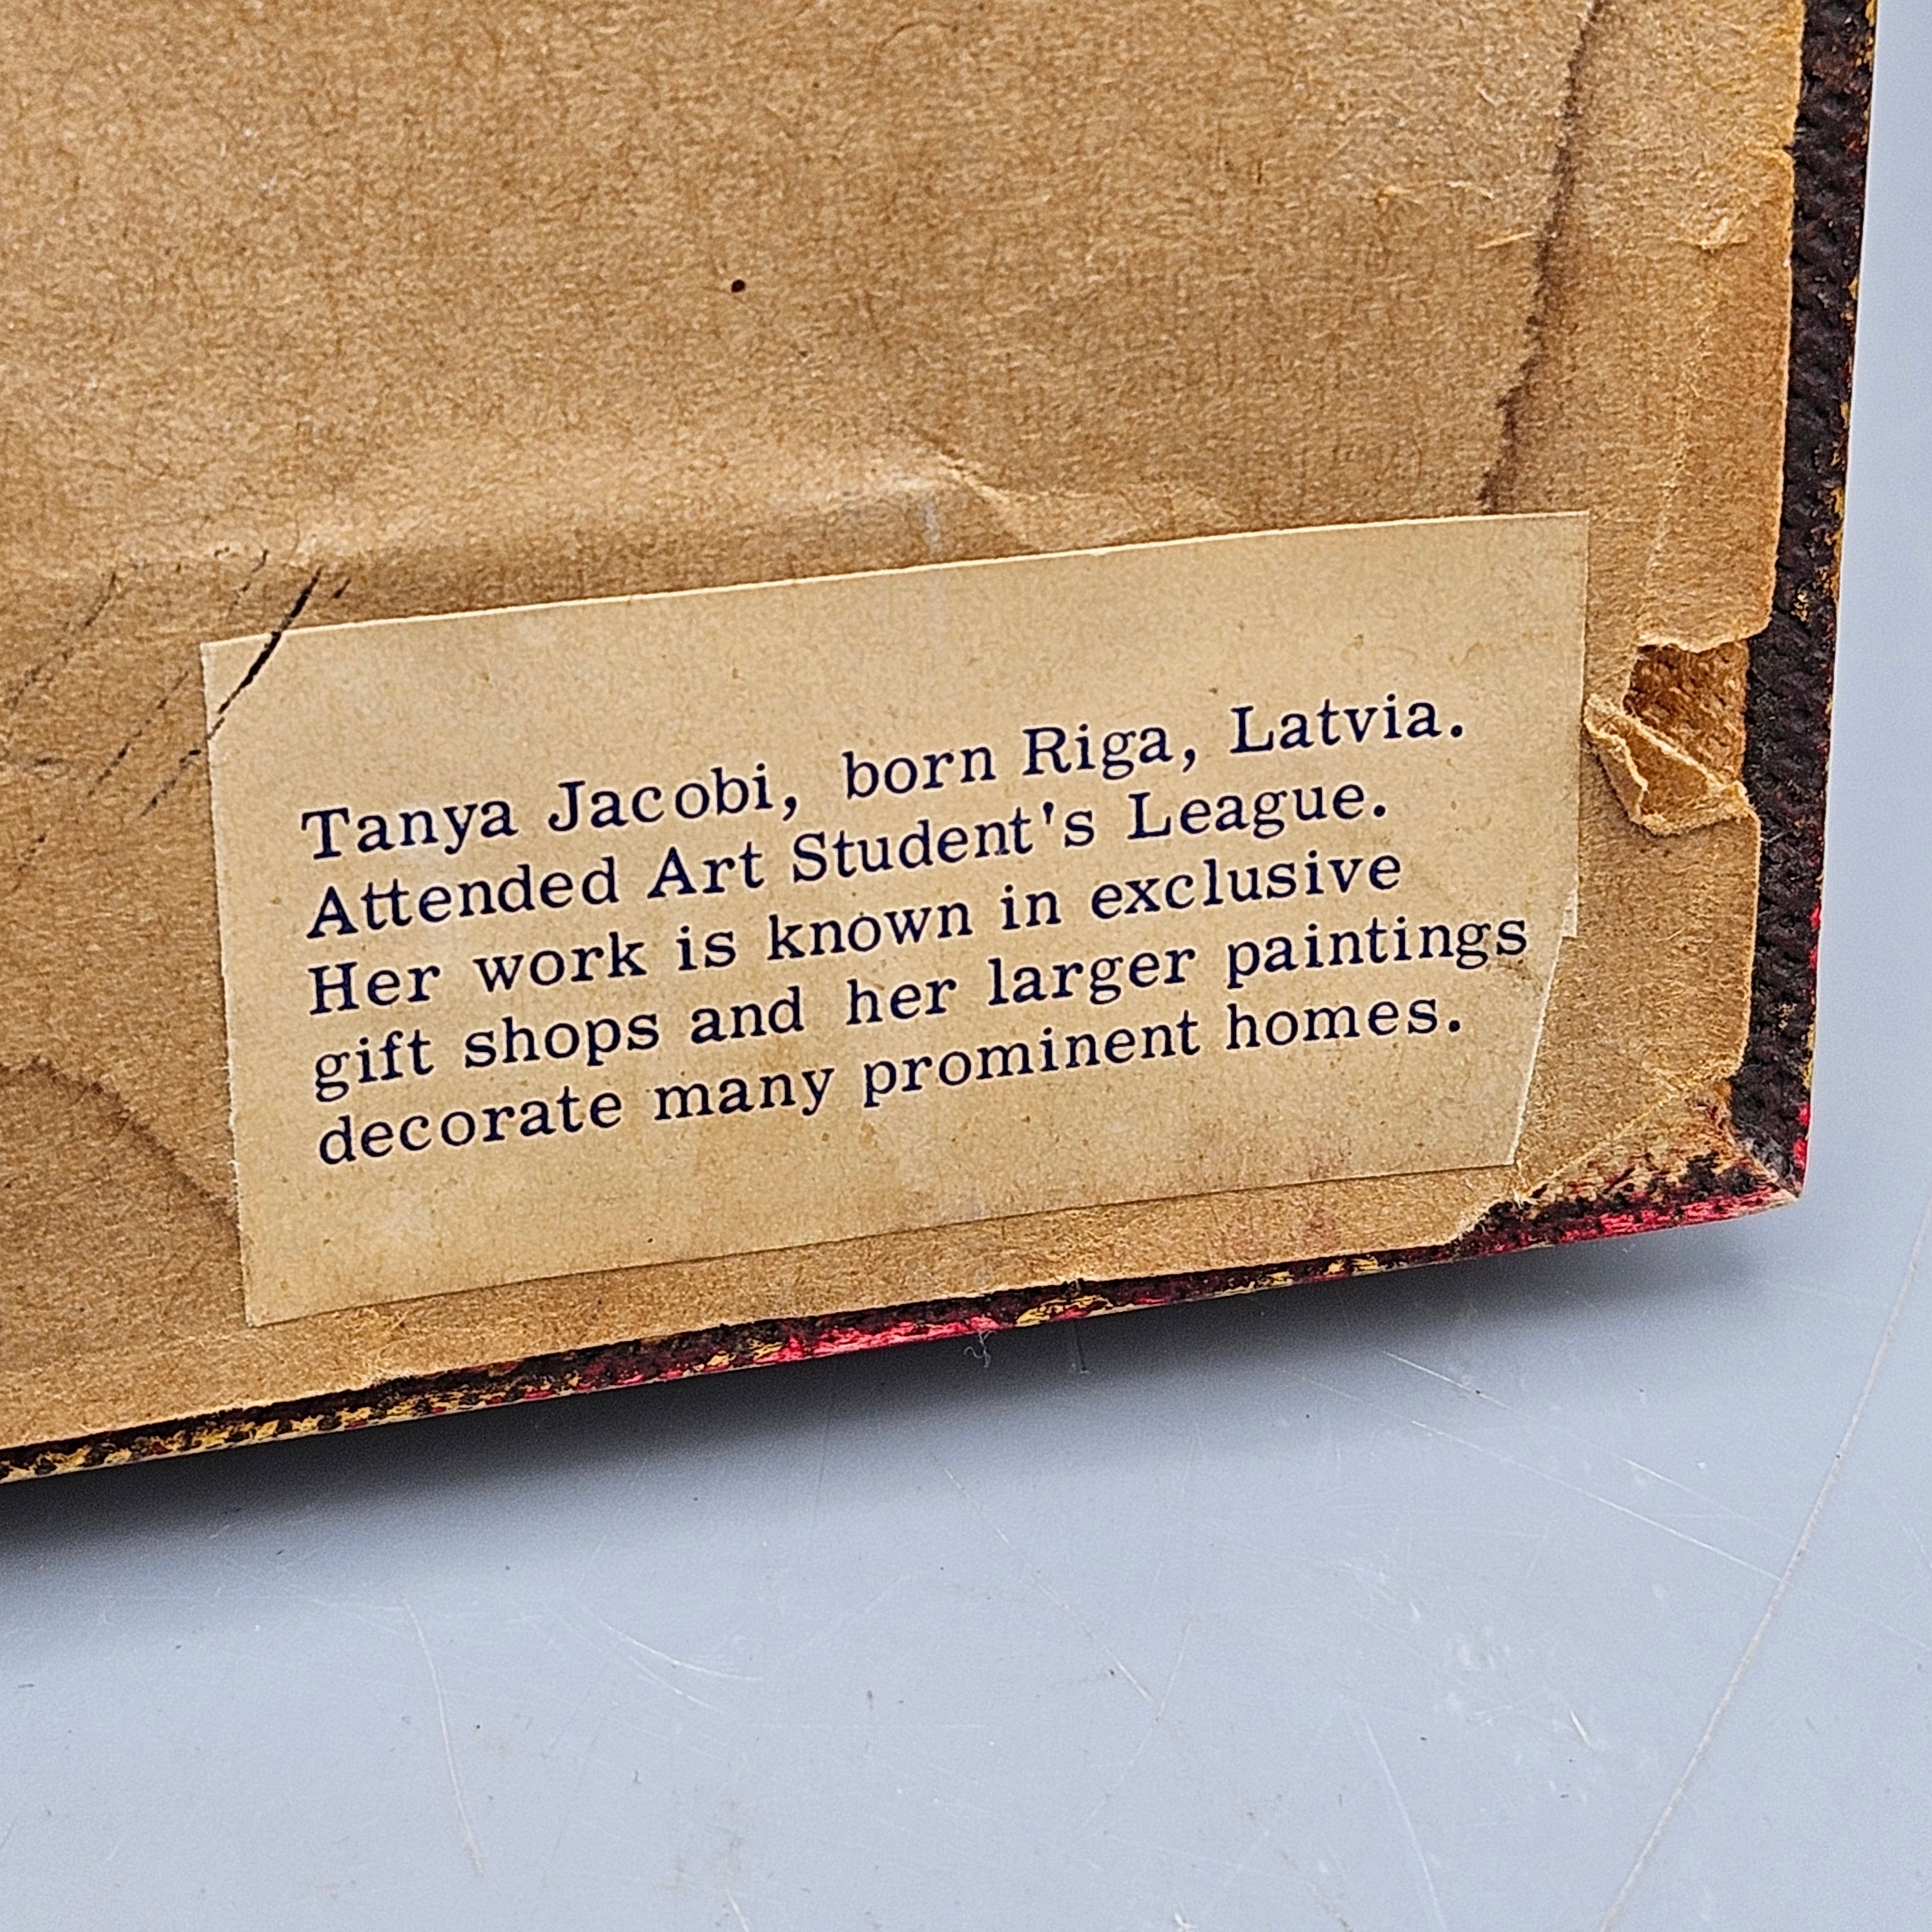 Tanya Jacobi, born Riga, Latvia.
Attended Art Student's League.
Her work is known in exclusive
gift shops and her larger paintings
decorate many prominent homes.